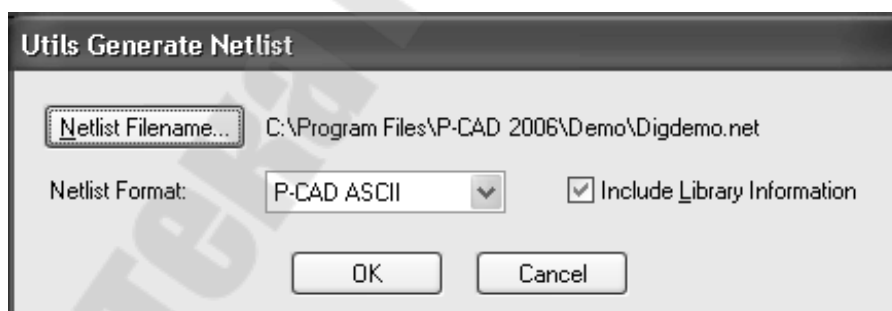 Utils Generate Netlist
Netlist Filename... C:\Program Files\P-CAD 2006\Demo\Digdemo.net
Netlist Format: P-CAD ASCII Include Library Information
OK Cancel